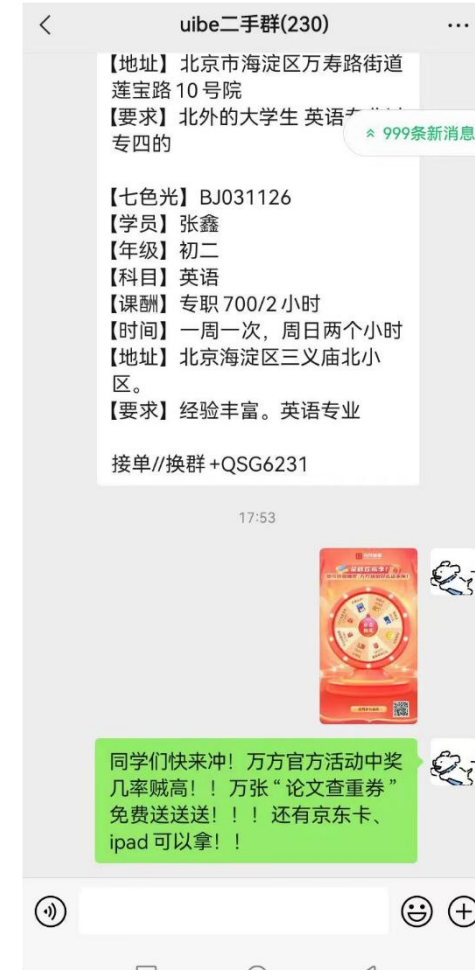 uibe二手群(230)
【地址】北京市海淀区万寿路街道
莲宝路10号院
【要求】北外的大学生 英语
专四的
999条新消息
【七色光】BJ031126
【学员】张鑫
【年级】初二
【科目】英语
【课酬】专职 700/2 小时
【时间】一周一次，周日两个小时
【地址】北京海淀区三义庙北小
区。
【要求】经验丰富。英语专业
接单//换群+QSG6231
17:53
同学们快来冲！万方官方活动中奖
几率贼高！！万张“论文查重券”
免费送送送！！！还有京东卡、
ipad 可以拿！！